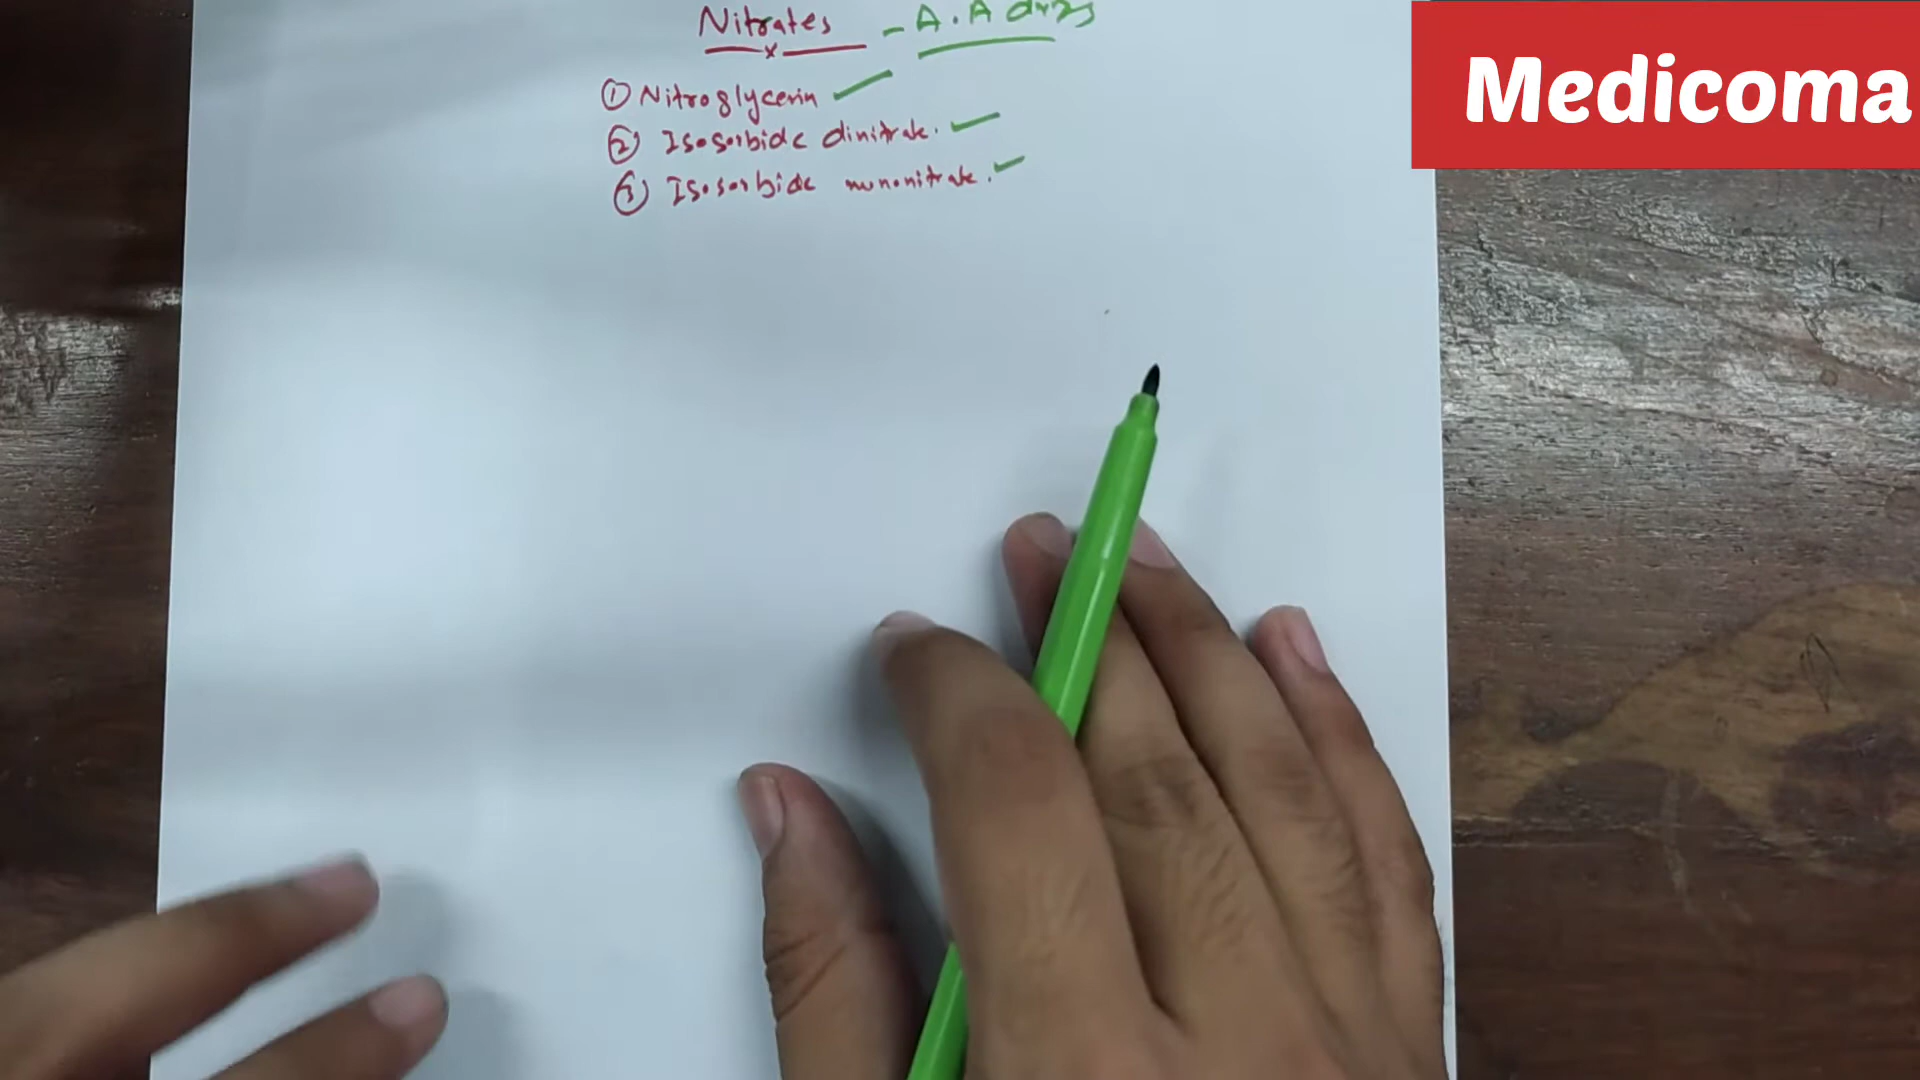 Nitrates - A.A drugs
Medicoma
① Nitroglycerin
② Isosorbide dinitrate.
③ Isosorbide mononitrate.